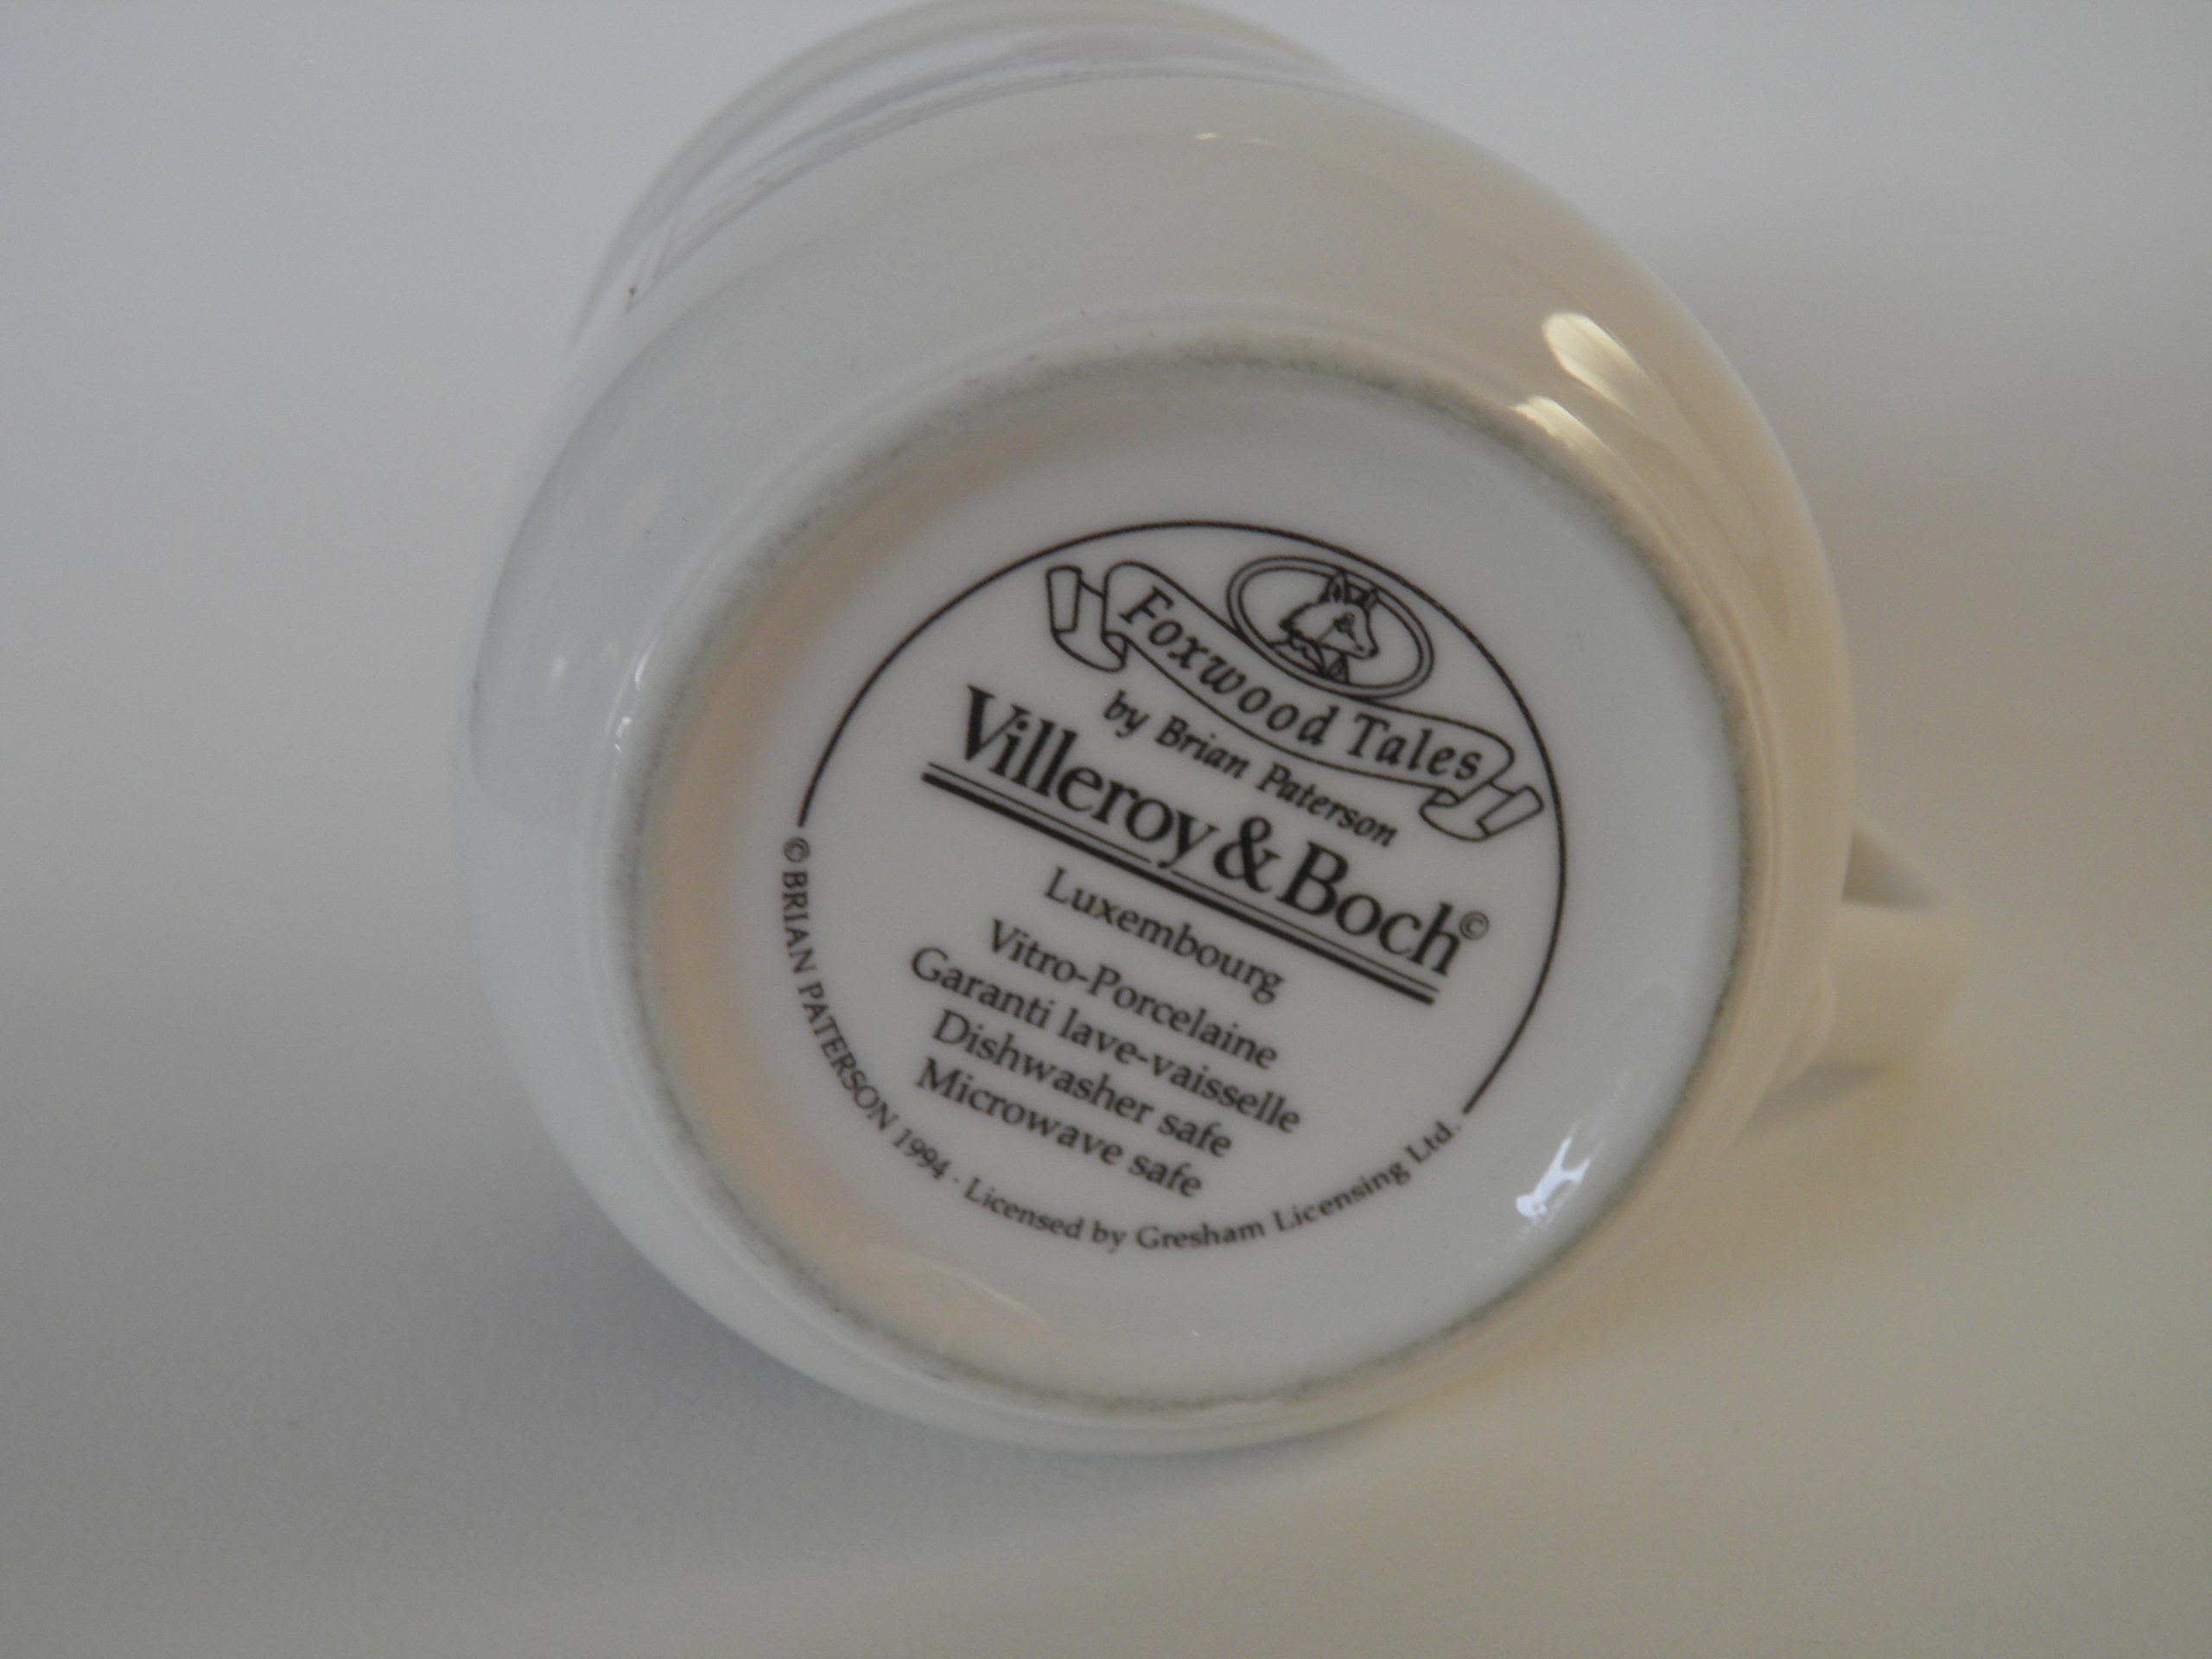 Foxwood Tales
by Brian Paterson
Villeroy & Boch©
Luxembourg
Vitro-Porcelaine
Garanti lave-vaisselle
Dishwasher safe
Microwave safe
© BRIAN PATERSON 1994 · Licensed by Gresham Licensing Ltd.